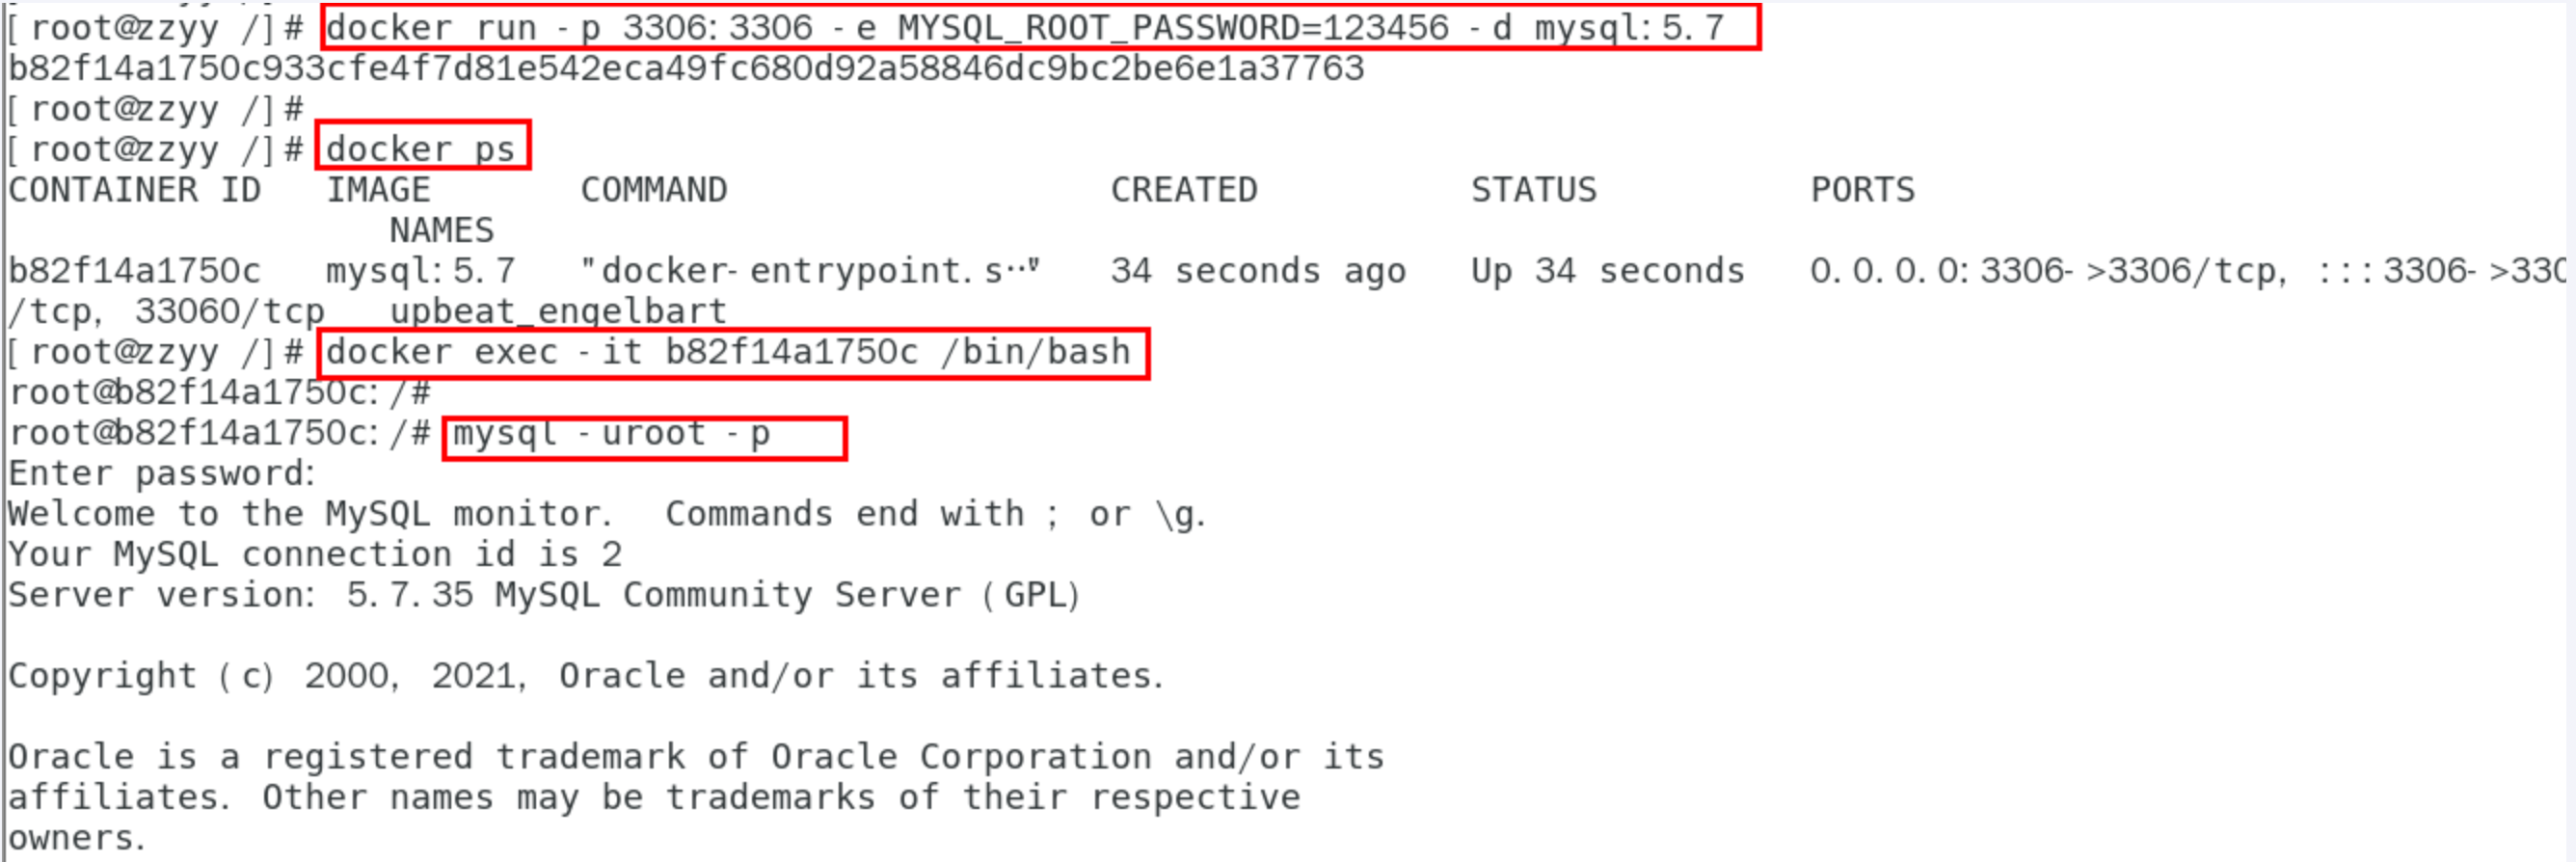 [root@zzyy /]# docker run -p 3306:3306 -e MYSQL_ROOT_PASSWORD=123456 -d mysql:5.7
b82f14a1750c933cfe4f7d81e542eca49fc680d92a58846dc9bc2be6e1a37763
[root@zzyy /]#
[root@zzyy /]# docker ps
CONTAINER ID   IMAGE       COMMAND                  CREATED          STATUS          PORTS
NAMES
b82f14a1750c   mysql:5.7   "docker-entrypoint.s…"   34 seconds ago   Up 34 seconds   0.0.0.0:3306->3306/tcp, :::3306->330
/tcp, 33060/tcp   upbeat_engelbart
[root@zzyy /]# docker exec -it b82f14a1750c /bin/bash
root@b82f14a1750c:/#
root@b82f14a1750c:/# mysql -uroot -p
Enter password:
Welcome to the MySQL monitor.  Commands end with ; or \g.
Your MySQL connection id is 2
Server version: 5.7.35 MySQL Community Server (GPL)
Copyright (c) 2000, 2021, Oracle and/or its affiliates.
Oracle is a registered trademark of Oracle Corporation and/or its
affiliates. Other names may be trademarks of their respective
owners.